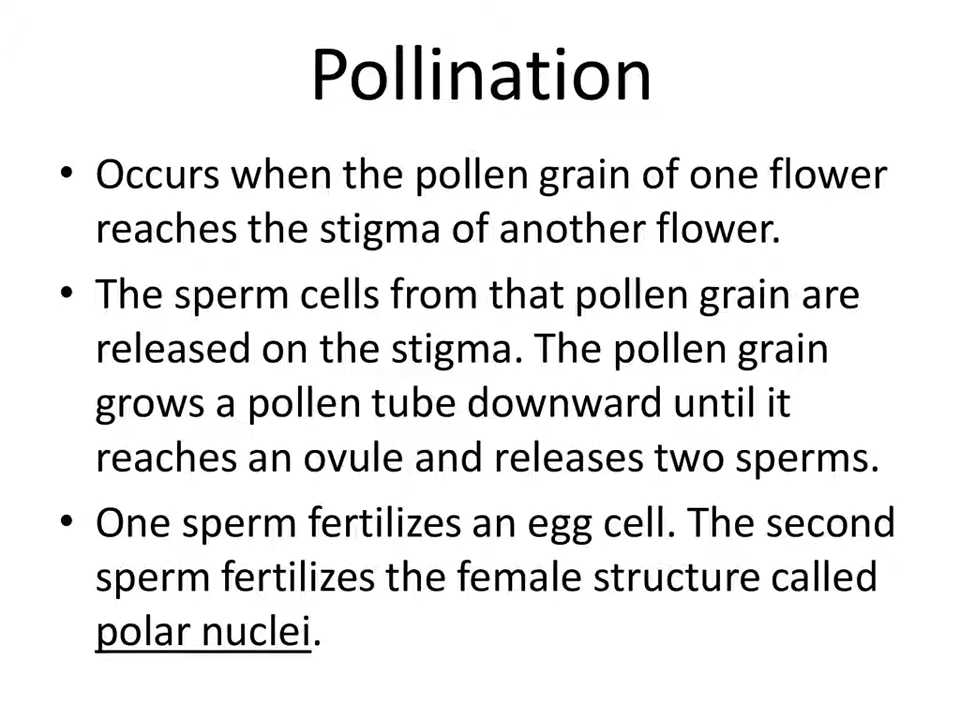 Pollination
• Occurs when the pollen grain of one flower
reaches the stigma of another flower.
• The sperm cells from that pollen grain are
released on the stigma. The pollen grain
grows a pollen tube downward until it
reaches an ovule and releases two sperms.
• One sperm fertilizes an egg cell. The second
sperm fertilizes the female structure called
polar nuclei.